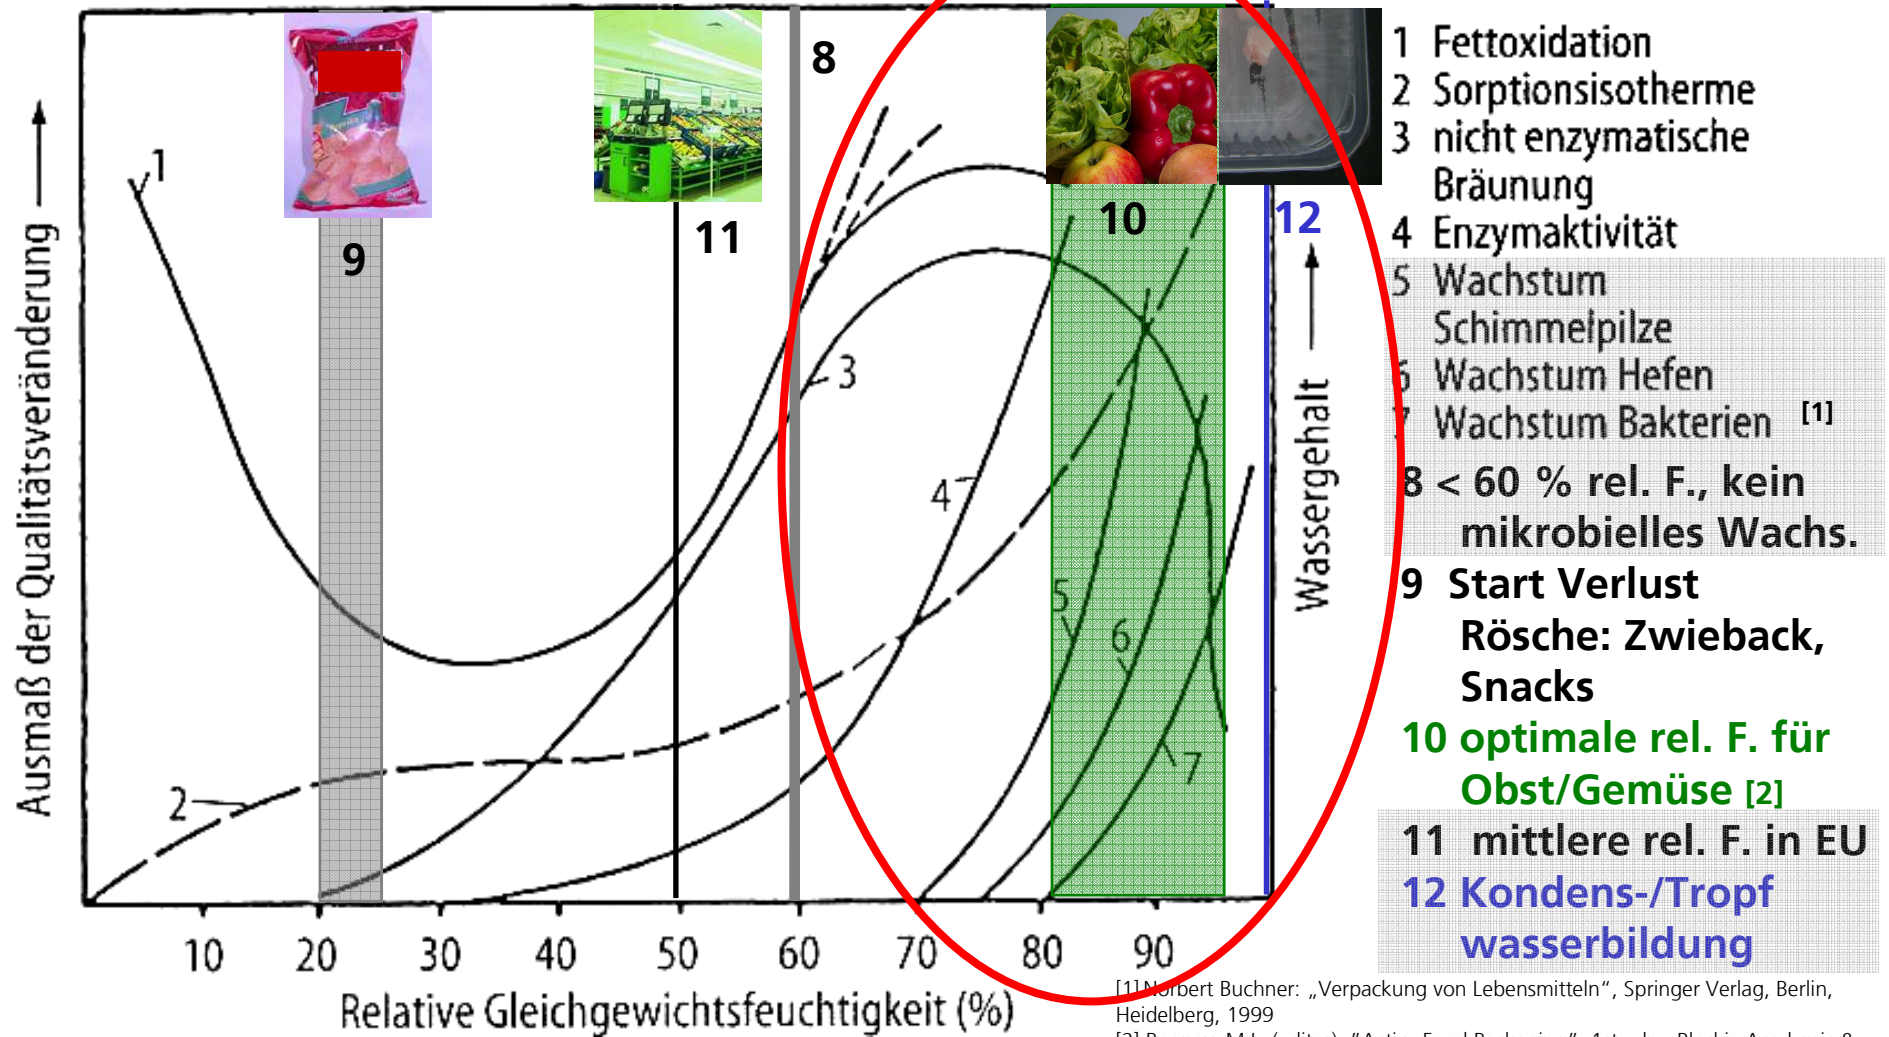 Ausmaß der Qualitätsveränderung
1
2
3
4
5
6
7
8
9
10
11
12
Wassergehalt
10 20 30 40 50 60 70 80 90
Relative Gleichgewichtsfeuchtigkeit (%)
1 Fettoxidation
2 Sorptionsisotherme
3 nicht enzymatische
Bräunung
4 Enzymaktivität
5 Wachstum
Schimmelpilze
6 Wachstum Hefen
7 Wachstum Bakterien [1]
8 < 60 % rel. F., kein
mikrobielles Wachs.
9 Start Verlust
Rösche: Zwieback,
Snacks
10 optimale rel. F. für
Obst/Gemüse [2]
11 mittlere rel. F. in EU
12 Kondens-/Tropf
wasserbildung
[1] Norbert Buchner: „Verpackung von Lebensmitteln“, Springer Verlag, Berlin,
Heidelberg, 1999